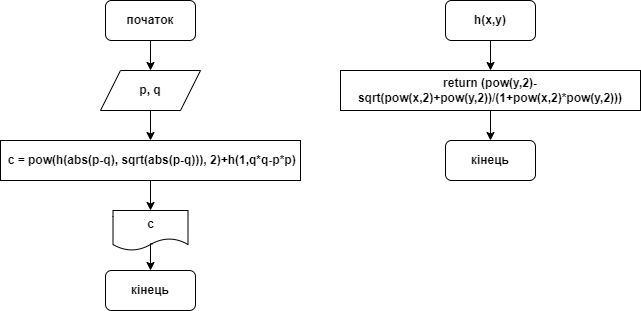 початок
p, q
c = pow(h(abs(p-q), sqrt(abs(p-q))), 2)+h(1,q*q-p*p)
c
кінець
h(x,y)
return (pow(y,2)-
sqrt(pow(x,2)+pow(y,2))/(1+pow(x,2)*pow(y,2)))
кінець